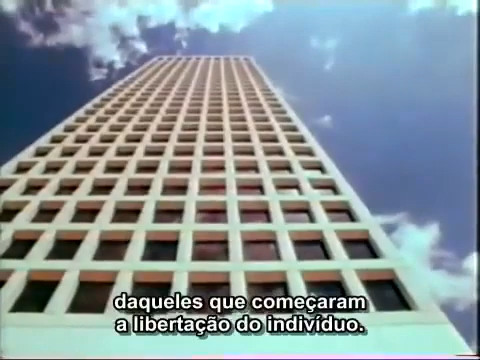 daqueles que começaram
a libertação do indivíduo.